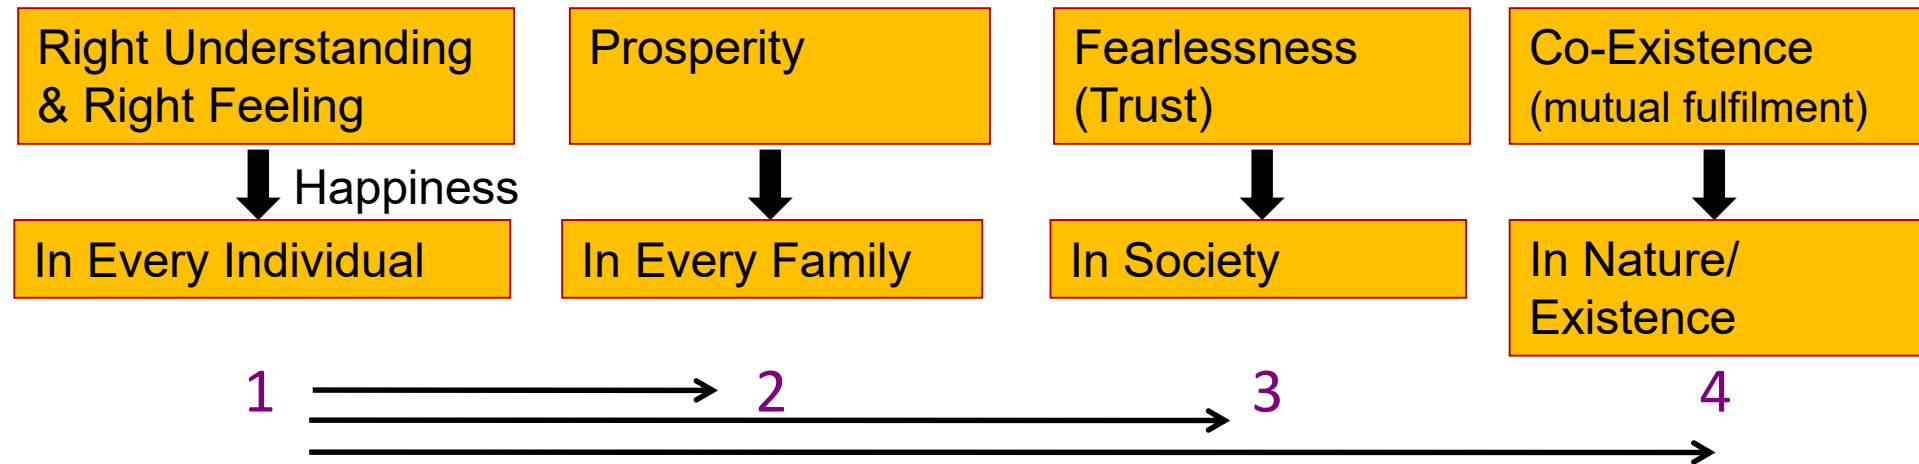 Right Understanding
& Right Feeling
Prosperity
Fearlessness
(Trust)
Co-Existence
(mutual fulfilment)
Happiness
In Every Individual
In Every Family
In Society
In Nature/
Existence
1
2
3
4